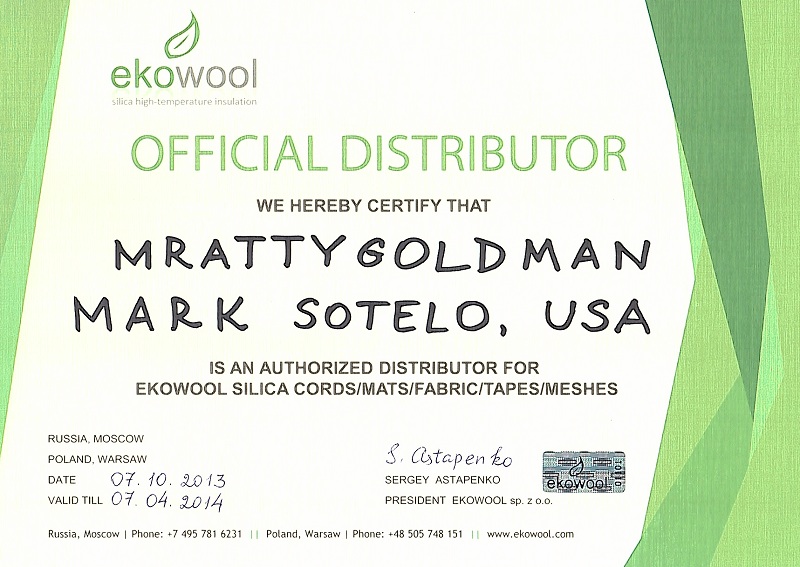 ekowool
silica high-temperature insulation
OFFICIAL DISTRIBUTOR
WE HEREBY CERTIFY THAT
MRATTYGOLDMAN
MARK SOTELO, USA
IS AN AUTHORIZED DISTRIBUTOR FOR
EKOWOOL SILICA CORDS/MATS/FABRIC/TAPES/MESHES
RUSSIA, MOSCOW
POLAND, WARSAW
DATE 07.10.2013
VALID TILL 07.04.2014
S. Astapenko
SERGEY ASTAPENKO
PRESIDENT EKOWOOL sp. z o.o.
ekowool
Russia, Moscow | Phone: +7 495 781 6231 || Poland, Warsaw | Phone: +48 505 748 151 || www.ekowool.com